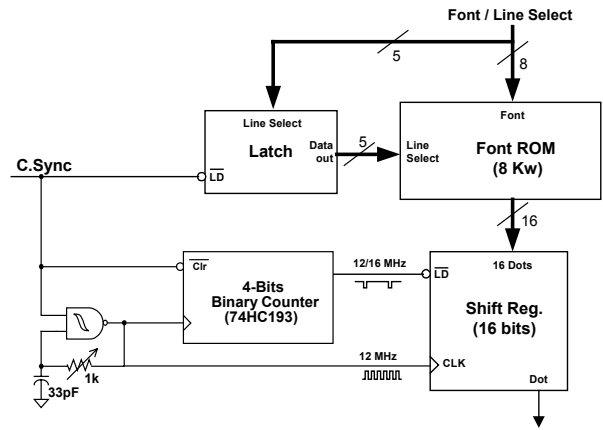 Font / Line Select
5
8
Line Select
Latch
Data
out
5
Font
Line
Select
Font ROM
(8 Kw)
C.Sync
LD
16
Clr
4-Bits
Binary Counter
(74HC193)
12/16 MHz
16 Dots
LD
Shift Reg.
(16 bits)
1k
33pF
12 MHz
CLK
Dot